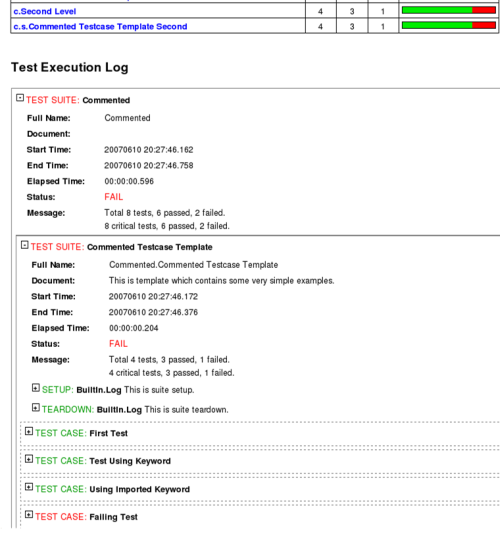 c.Second Level 4 3 1
c.s.Commented Testcase Template Second 4 3 1
Test Execution Log
- TEST SUITE: Commented
Full Name: Commented
Document:
Start Time: 20070610 20:27:46.162
End Time: 20070610 20:27:46.758
Elapsed Time: 00:00:00.596
Status: FAIL
Message: Total 8 tests, 6 passed, 2 failed.
8 critical tests, 6 passed, 2 failed.
- TEST SUITE: Commented Testcase Template
Full Name: Commented.Commented Testcase Template
Document: This is template which contains some very simple examples.
Start Time: 20070610 20:27:46.172
End Time: 20070610 20:27:46.376
Elapsed Time: 00:00:00.204
Status: FAIL
Message: Total 4 tests, 3 passed, 1 failed.
4 critical tests, 3 passed, 1 failed.
+ SETUP: BuiltIn.Log This is suite setup.
+ TEARDOWN: BuiltIn.Log This is suite teardown.
+ TEST CASE: First Test
+ TEST CASE: Test Using Keyword
+ TEST CASE: Using Imported Keyword
+ TEST CASE: Failing Test